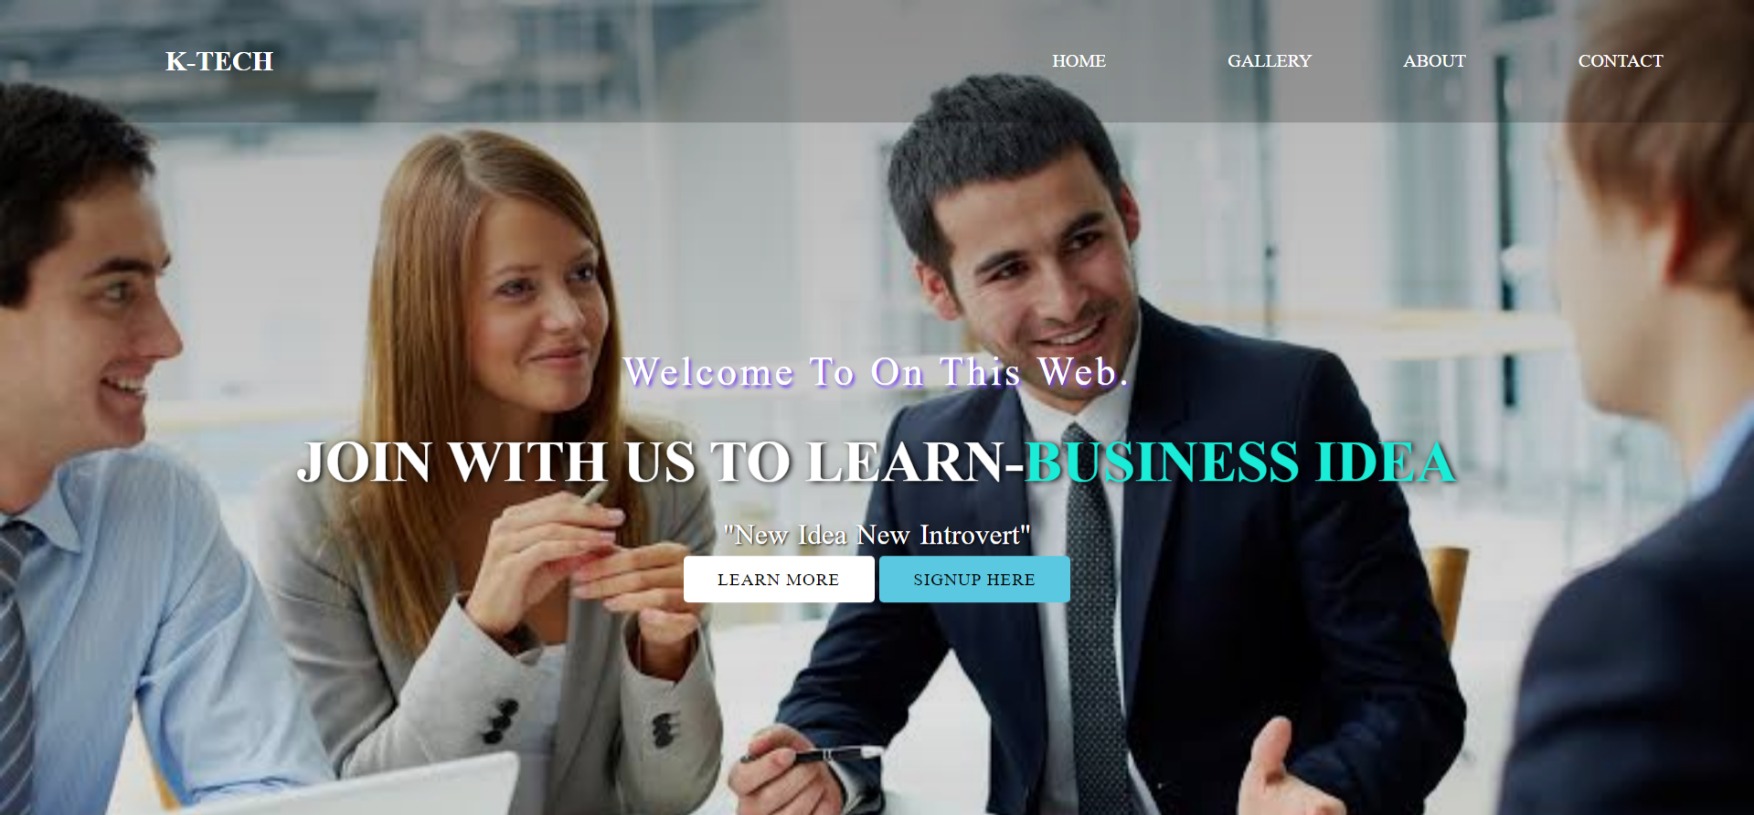 K-TECH
HOME GALLERY ABOUT CONTACT
Welcome To On This Web.
JOIN WITH US TO LEARN-BUSINESS IDEA
"New Idea New Introvert"
LEARN MORE SIGNUP HERE